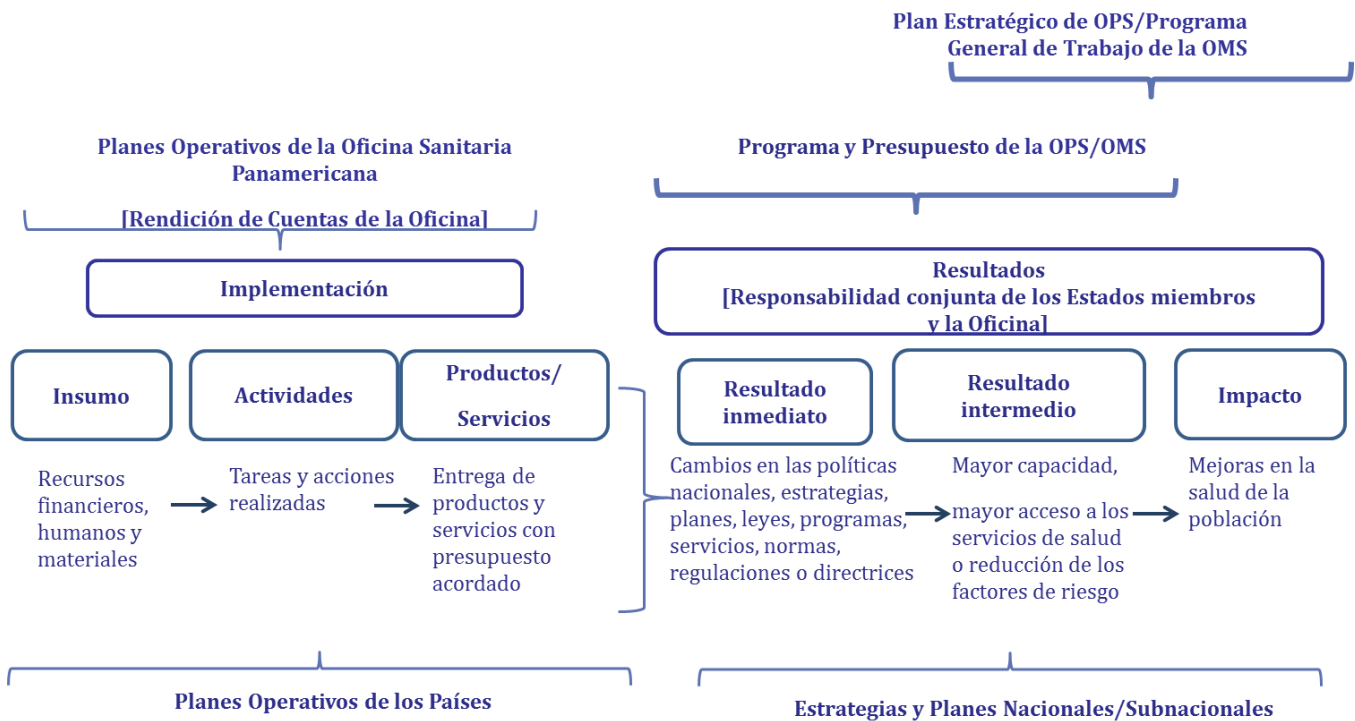 Plan Estratégico de OPS/Programa
General de Trabajo de la OMS
Planes Operativos de la Oficina Sanitaria
Panamericana
[Rendición de Cuentas de la Oficina]
Programa y Presupuesto de la OPS/OMS
Implementación
Resultados
[Responsabilidad conjunta de los Estados miembros
y la Oficina]
Insumo
Actividades
Productos/
Servicios
Resultado
inmediato
Resultado
intermedio
Impacto
Recursos
financieros,
humanos y
materiales
Tareas y acciones
realizadas
Entrega de
productos y
servicios con
presupuesto
acordado
Cambios en las políticas
nacionales, estrategias,
planes, leyes, programas,
servicios, normas,
regulaciones o directrices
Mayor capacidad,
mayor acceso a los
servicios de salud
o reducción de los
factores de riesgo
Mejoras en la
salud de la
población
Planes Operativos de los Países
Estrategias y Planes Nacionales/Subnacionales